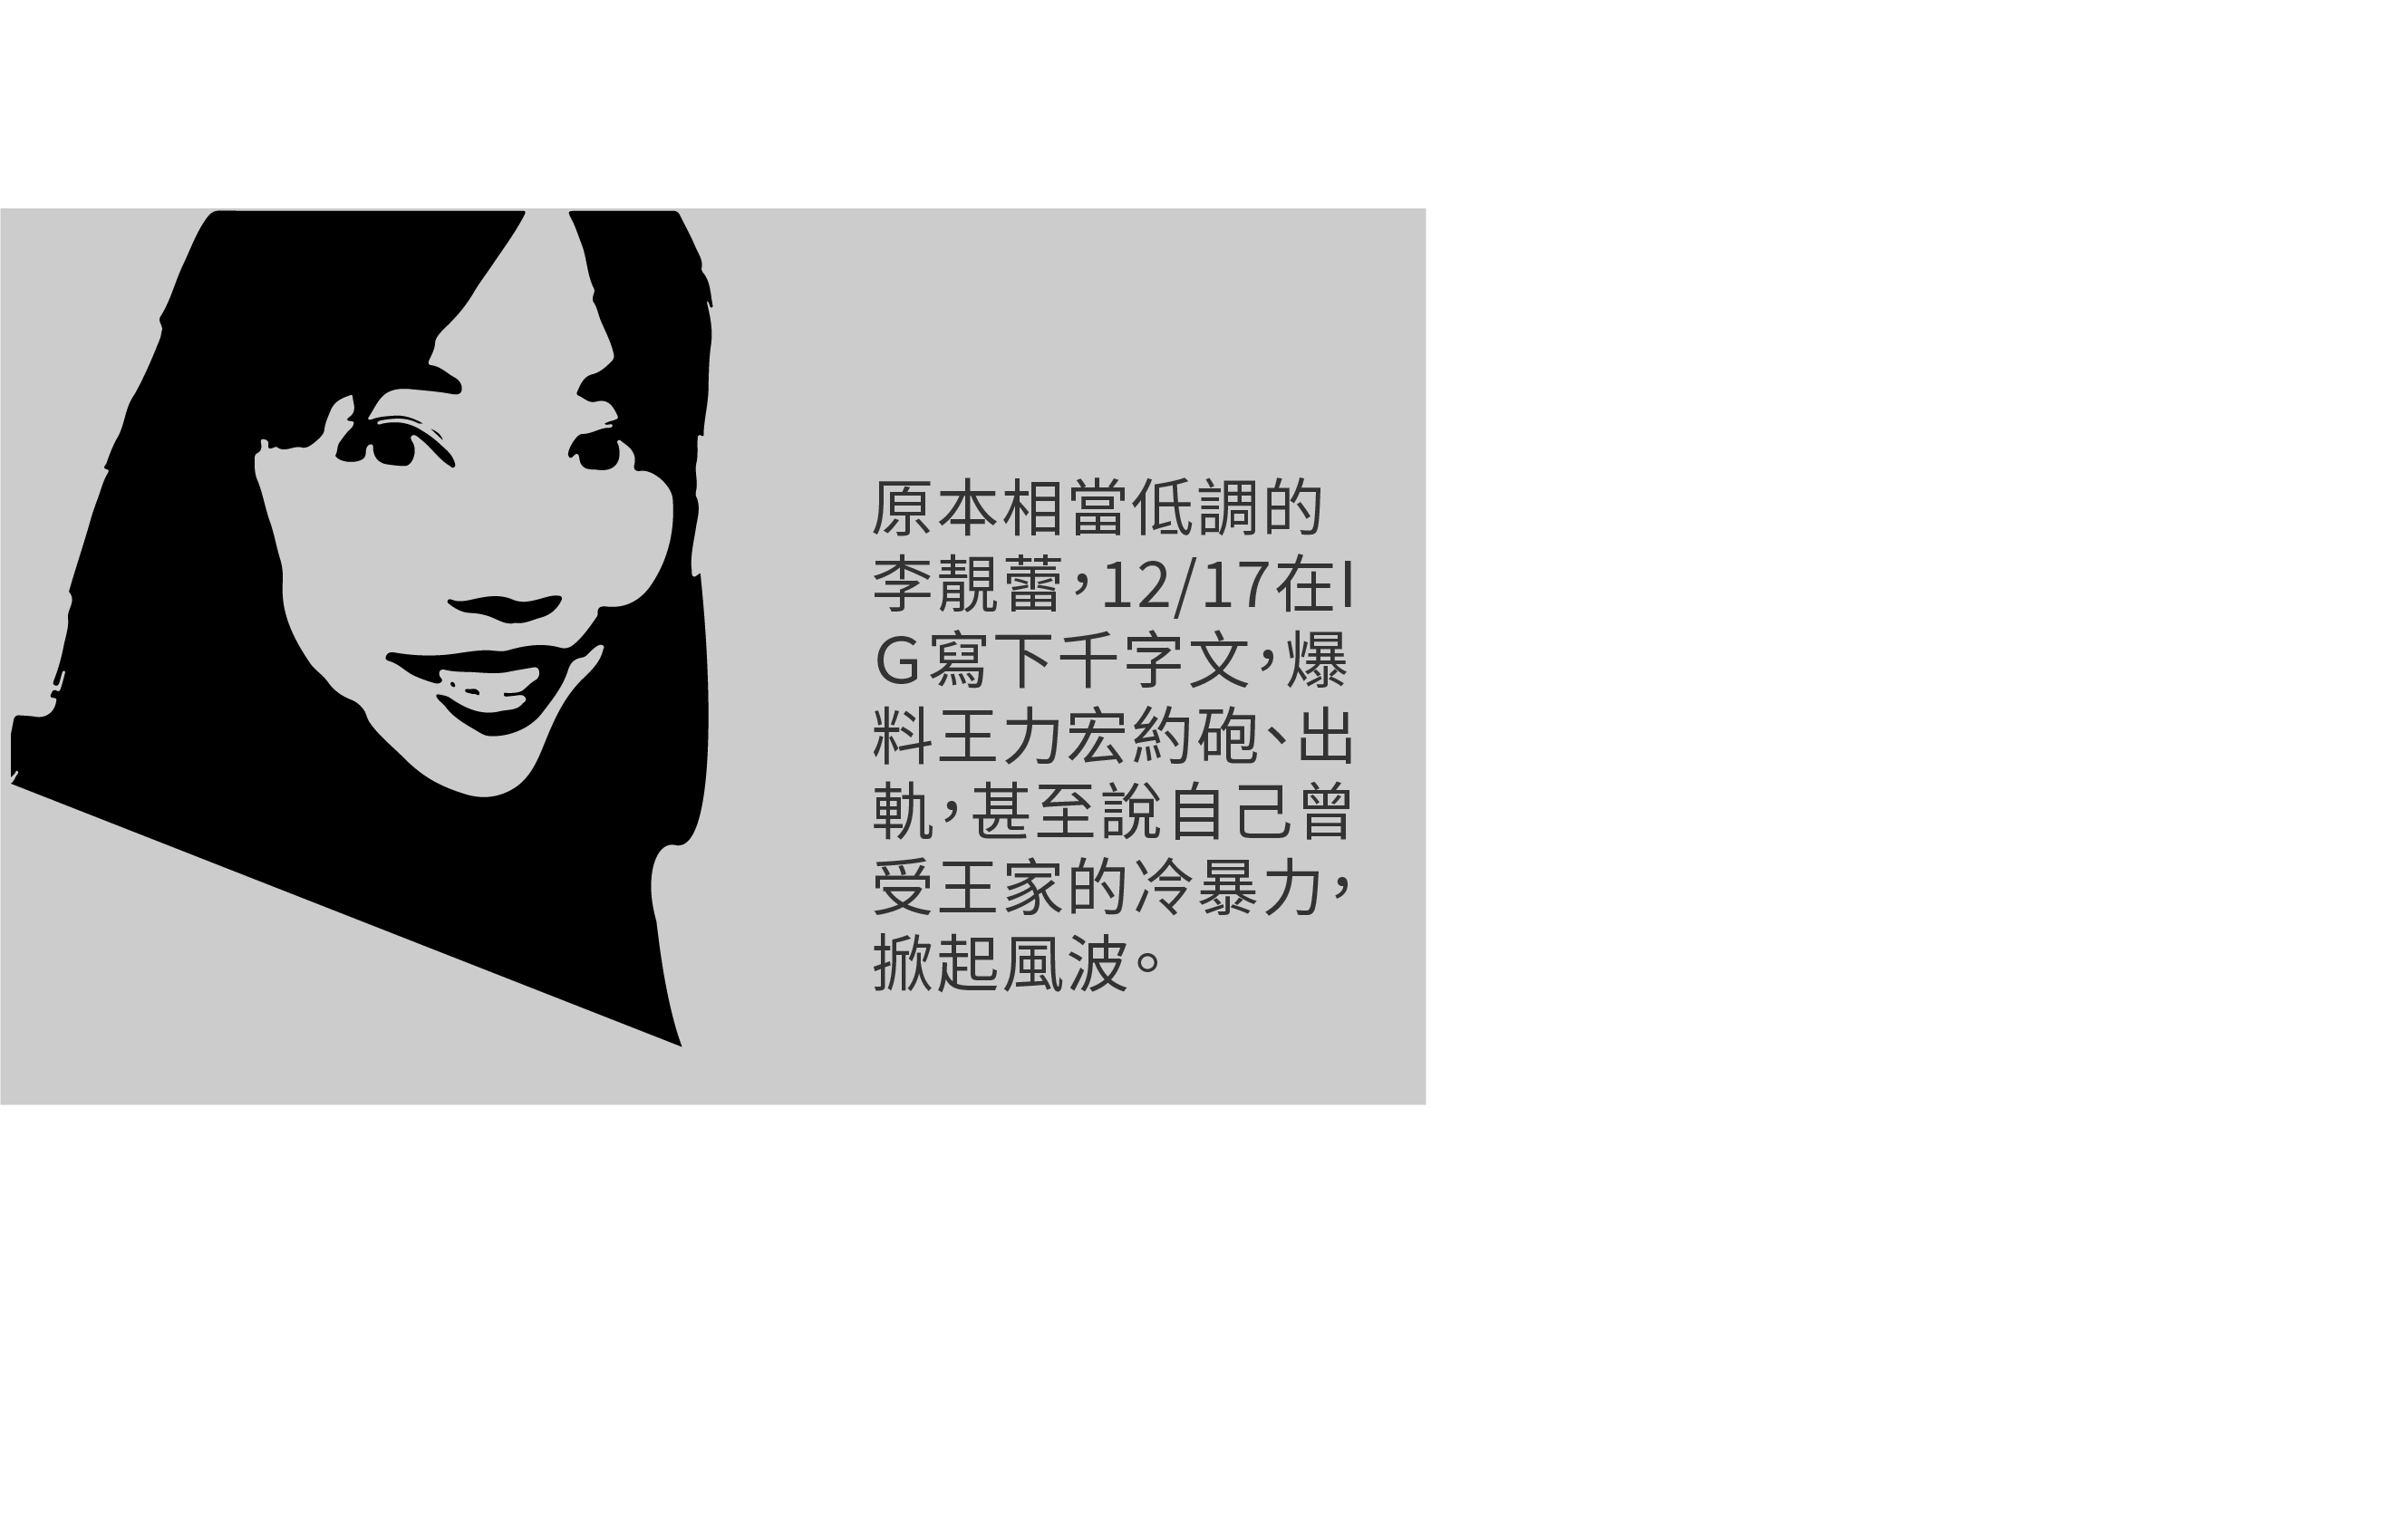 原本相當低調的
李靚蕾，12/17在I
G寫下千字文，爆
料王力宏約砲、出
軌，甚至說自己曾
受王家的冷暴力，
掀起風波。